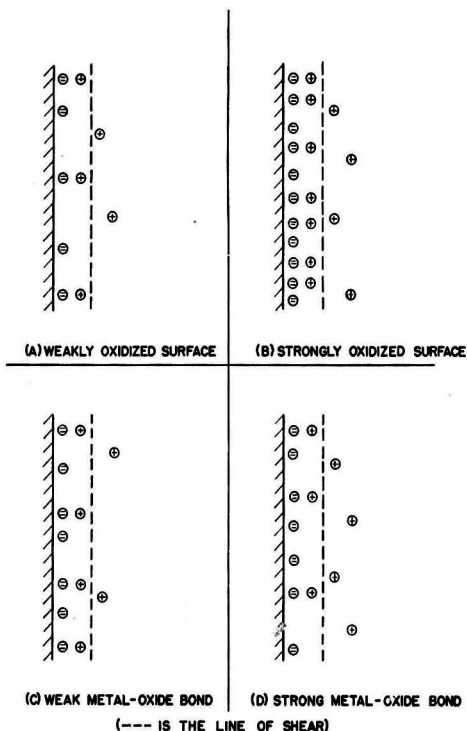 (A) WEAKLY OXIDIZED SURFACE
(B) STRONGLY OXIDIZED SURFACE
(C) WEAK METAL-OXIDE BOND
(D) STRONG METAL-OXIDE BOND
(--- IS THE LINE OF SHEAR)